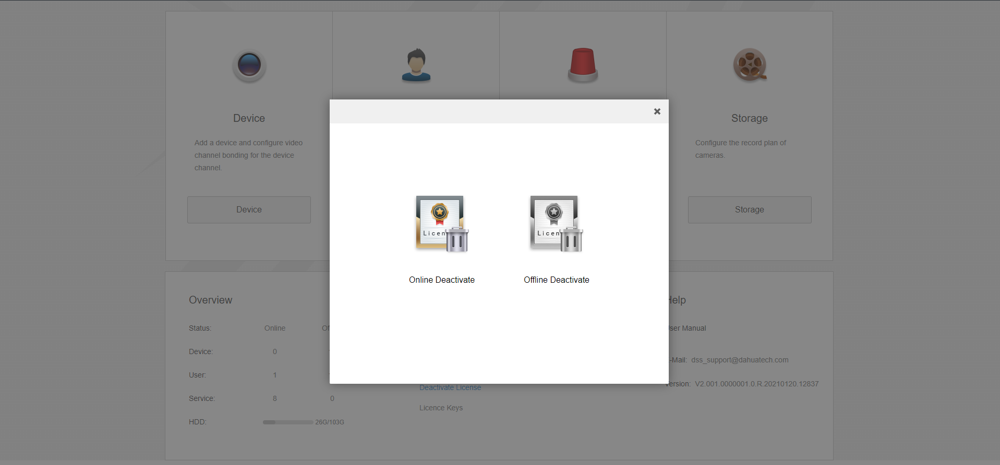 Device
Add a device and configure video
channel bonding for the device
channel.
Device
Storage
Configure the record plan of
cameras.
Storage
Licen
Licen
Online Deactivate
Offline Deactivate
Overview
Status: Online Of
Device: 0
User: 1
Service: 8 0
HDD: 26G/103G
Deactivate License
Licence Keys
Help
User Manual
E-Mail: dss_support@dahuatech.com
Version: V2.001.0000001.0.R.20210120.12837